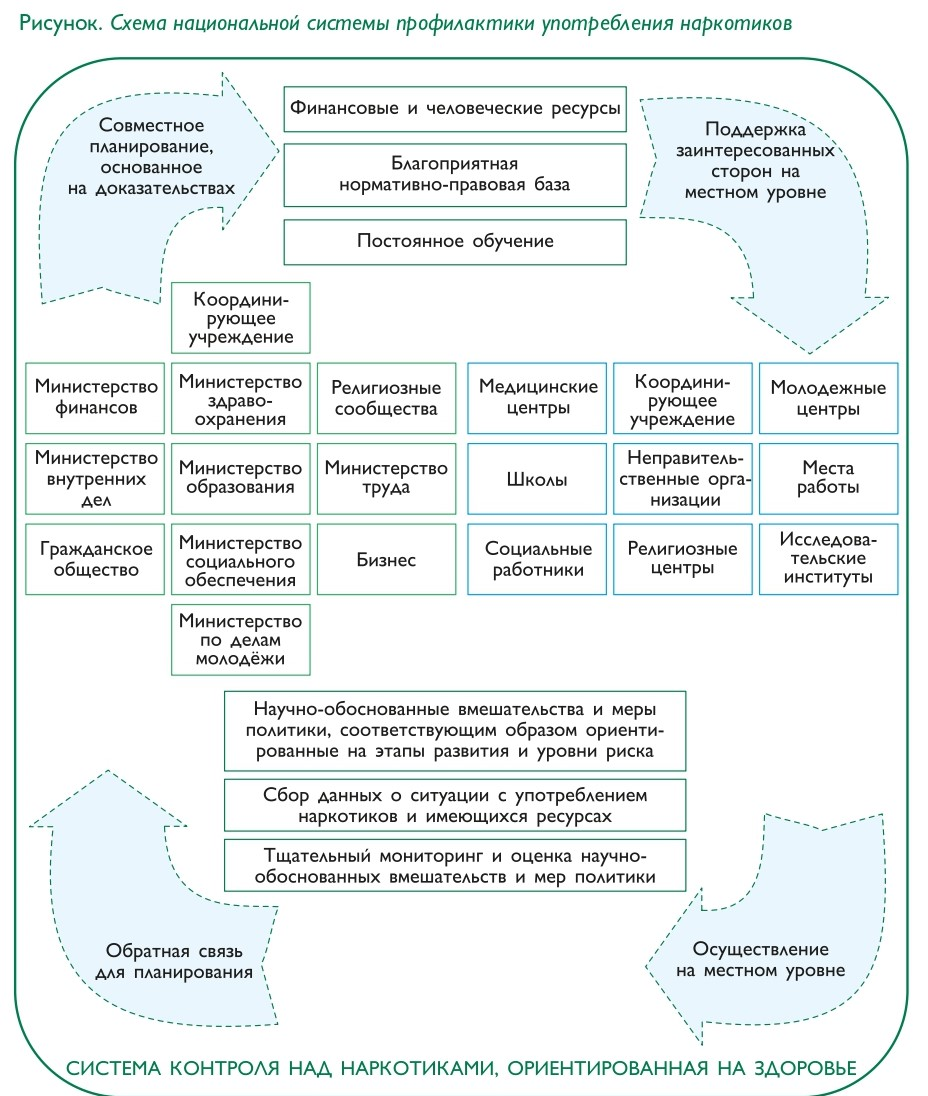 Рисунок. Схема национальной системы профилактики употребления наркотиков
Совместное
планирование,
основанное
на доказательствах
Финансовые и человеческие ресурсы
Благоприятная
нормативно-правовая база
Постоянное обучение
Поддержка
заинтересованных
сторон на
местном уровне
Координи-
рующее
учреждение
Министерство
финансов
Министерство
здраво-
охранения
Религиозные
сообщества
Медицинские
центры
Координи-
рующее
учреждение
Молодежные
центры
Министерство
внутренних
дел
Министерство
образования
Министерство
труда
Школы
Неправитель-
ственные орга-
низации
Места
работы
Гражданское
общество
Министерство
социального
обеспечения
Бизнес
Социальные
работники
Религиозные
центры
Исследова-
тельские
институты
Министерство
по делам
молодёжи
Научно-обоснованные вмешательства и меры
политики, соответствующим образом ориенти-
рованные на этапы развития и уровни риска
Сбор данных о ситуации с употреблением
наркотиков и имеющихся ресурсах
Тщательный мониторинг и оценка научно-
обоснованных вмешательств и мер политики
Обратная связь
для планирования
Осуществление
на местном уровне
СИСТЕМА КОНТРОЛЯ НАД НАРКОТИКАМИ, ОРИЕНТИРОВАННАЯ НА ЗДОРОВЬЕ